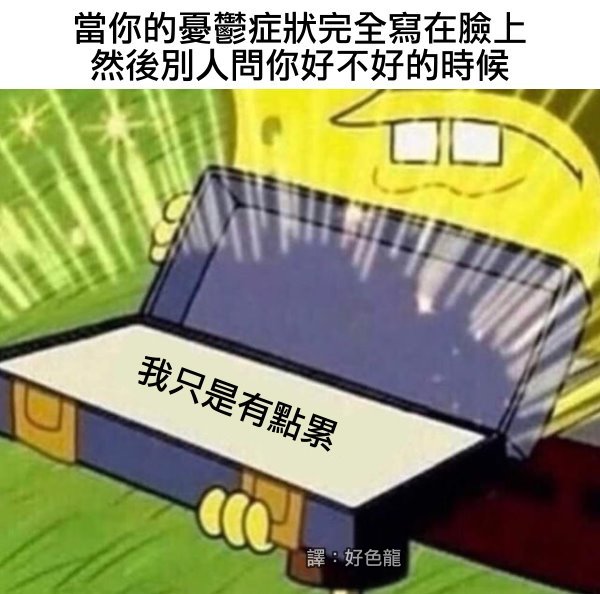 當你的憂鬱症狀完全寫在臉上
然後別人問你好不好的時候
我只是有點累
譯：好色龍